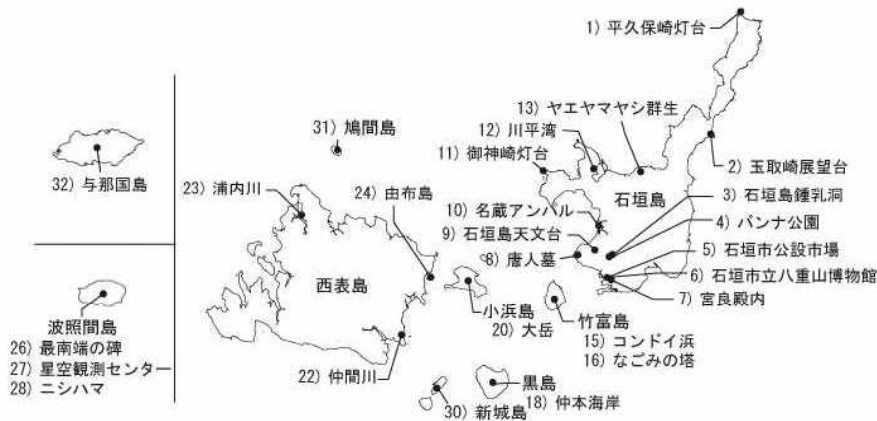 1) 平久保崎灯台
13) ヤエヤマヤシ群生
31) 鳩間島
12) 川平湾
11) 御神崎灯台
2) 玉取崎展望台
32) 与那国島
23) 浦内川
24) 由布島
石垣島
3) 石垣島鍾乳洞
10) 名蔵アンパル
4) バンナ公園
9) 石垣島天文台
5) 石垣市公設市場
8) 唐人墓
6) 石垣市立八重山博物館
7) 宮良殿内
西表島
小浜島
20) 大岳
竹富島
15) コンドイ浜
16) なごみの塔
波照間島
26) 最南端の碑
27) 星空観測センター
28) ニシハマ
22) 仲間川
黒島
18) 仲本海岸
30) 新城島